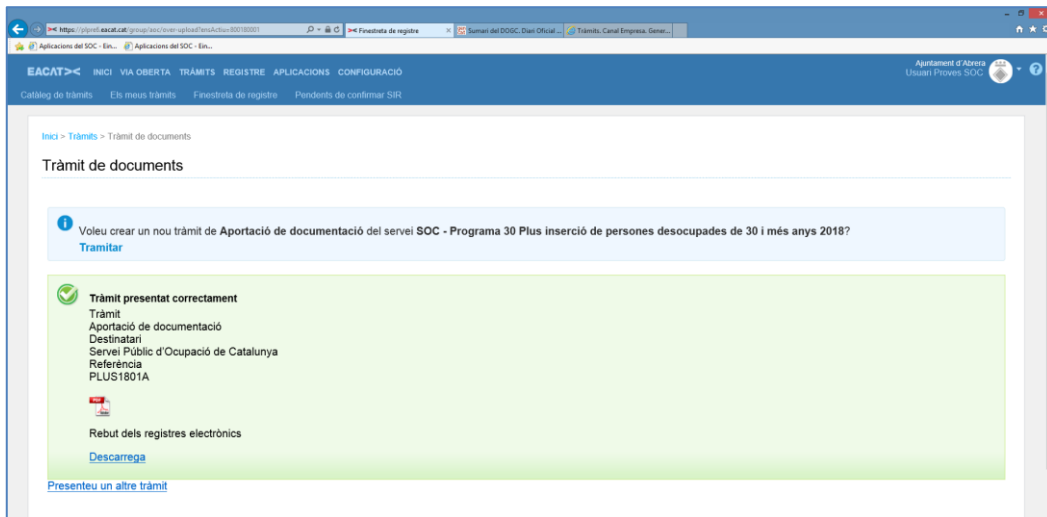 https://plpre6.eacat.cat/group/soc/over-upload?ensActiu=800180001
Finestreta de registre
Sumari del DOGC. Diari Oficial ...
Tràmits. Canal Empresa. Gener...
Aplicacions del SOC - Ein...
Aplicacions del SOC - Ein...
EACAT
INICI VIA OBERTA TRÀMITS REGISTRE APLICACIONS CONFIGURACIÓ
Ajuntament d'Abrera
Usuari Proves SOC
Catàleg de tràmits Els meus tràmits Finestreta de registre Pendents de confirmar SIR
Inici > Tràmits > Tràmit de documents
Tràmit de documents
Voleu crear un nou tràmit de Aportació de documentació del servei SOC - Programa 30 Plus inserció de persones desocupades de 30 i més anys 2018?
Tramitar
Tràmit presentat correctament
Tràmit
Aportació de documentació
Destinatari
Servei Públic d'Ocupació de Catalunya
Referència
PLUS1801A
PDF
Rebut dels registres electrònics
Descarrega
Presenteu un altre tràmit